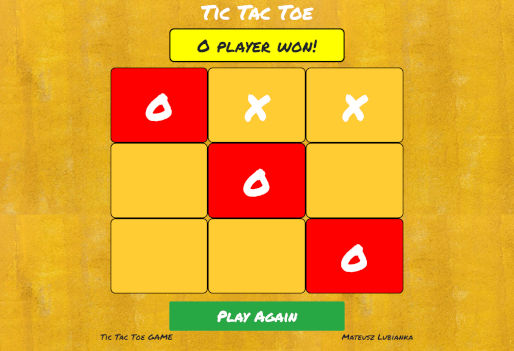 Tic Tac Toe
O player won!
O X X
O
O
Play Again
Tic Tac Toe GAME
Mateusz Lubianka